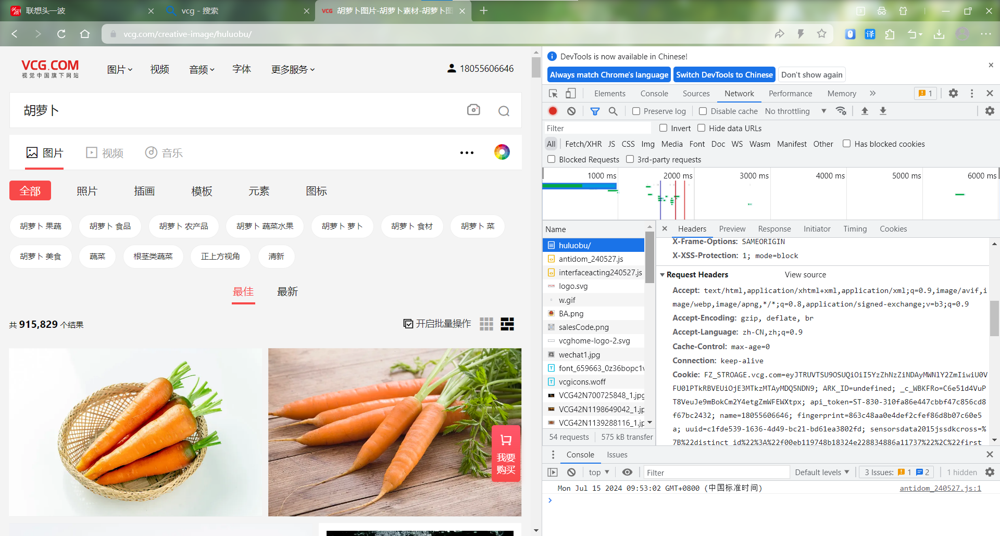 联想头一波
vcg - 搜索
VCG 胡萝卜图片-胡萝卜素材-胡萝卜图
vcg.com/creative-image/huluobu/
译
VCG.COM
视觉中国旗下网站
图片
视频
音频
字体
更多服务
18055606646
胡萝卜
图片
视频
音乐
全部
照片
插画
模板
元素
图标
胡萝卜 果蔬
胡萝卜 食品
胡萝卜 农产品
胡萝卜 蔬菜水果
胡萝卜 萝卜
胡萝卜 食材
胡萝卜 菜
胡萝卜 美食
蔬菜
根茎类蔬菜
正上方视角
清新
最佳
最新
共 915,829 个结果
开启批量操作
我要
购买
DevTools is now available in Chinese!
Always match Chrome's language
Switch DevTools to Chinese
Don't show again
Elements
Console
Sources
Network
Performance
Memory
1
Preserve log
Disable cache
No throttling
Filter
Invert
Hide data URLs
All
Fetch/XHR
JS
CSS
Img
Media
Font
Doc
WS
Wasm
Manifest
Other
Has blocked cookies
Blocked Requests
3rd-party requests
1000 ms
2000 ms
3000 ms
4000 ms
5000 ms
6000 ms
Name
huluobu/
antidom_240527.js
interfaceacting240527.js
logo.svg
w.gif
BA.png
salesCode.png
vcghome-logo-2.svg
wechat1.jpg
font_659663_0z36bopc1v
vcgicons.woff
VCG42N700725848_1.jpg
VCG42N1198649042_1.jp
VCG42N1139288116_1.jp
54 requests
575 kB transfer
Headers
Preview
Response
Initiator
Timing
Cookies
X-Frame-Options: SAMEORIGIN
X-XSS-Protection: 1; mode=block
Request Headers
View source
Accept: text/html,application/xhtml+xml,application/xml;q=0.9,image/avif,i
mage/webp,image/apng,*/*;q=0.8,application/signed-exchange;v=b3;q=0.9
Accept-Encoding: gzip, deflate, br
Accept-Language: zh-CN,zh;q=0.9
Cache-Control: max-age=0
Connection: keep-alive
Cookie: FZ_STROAGE.vcg.com=eyJTRUVTSU9OSUQiOiI5YzZhNzZiNDAyMWNlY2ZmIiwiU0V
FU0lPTkRBVEUiOjE3MTkzMTAyMDQ5NDN9; ARK_ID=undefined; _c_WBKFRo=C6e51d4VuP
T8VeuJe9mBokCm2Y4etgZmWFEWXtpx; api_token=ST-830-310fa86e447cbbf47c856cd8
f67bc2432; name=18055606646; fingerprint=863c48aa0e4def2cfef86d8b07c60e5
a; uuid=c1fde539-1636-4d49-bc21-bd61ea3802fd; sensorsdata2015jssdkcross=%
7B%22distinct_id%22%3A%22f00eb119748b18324e228834886a11737%22%2C%22first
Console
Issues
top
Filter
Default levels
3 Issues:
1
2
1 hidden
Mon Jul 15 2024 09:53:02 GMT+0800 (中国标准时间)
antidom_240527.js:1